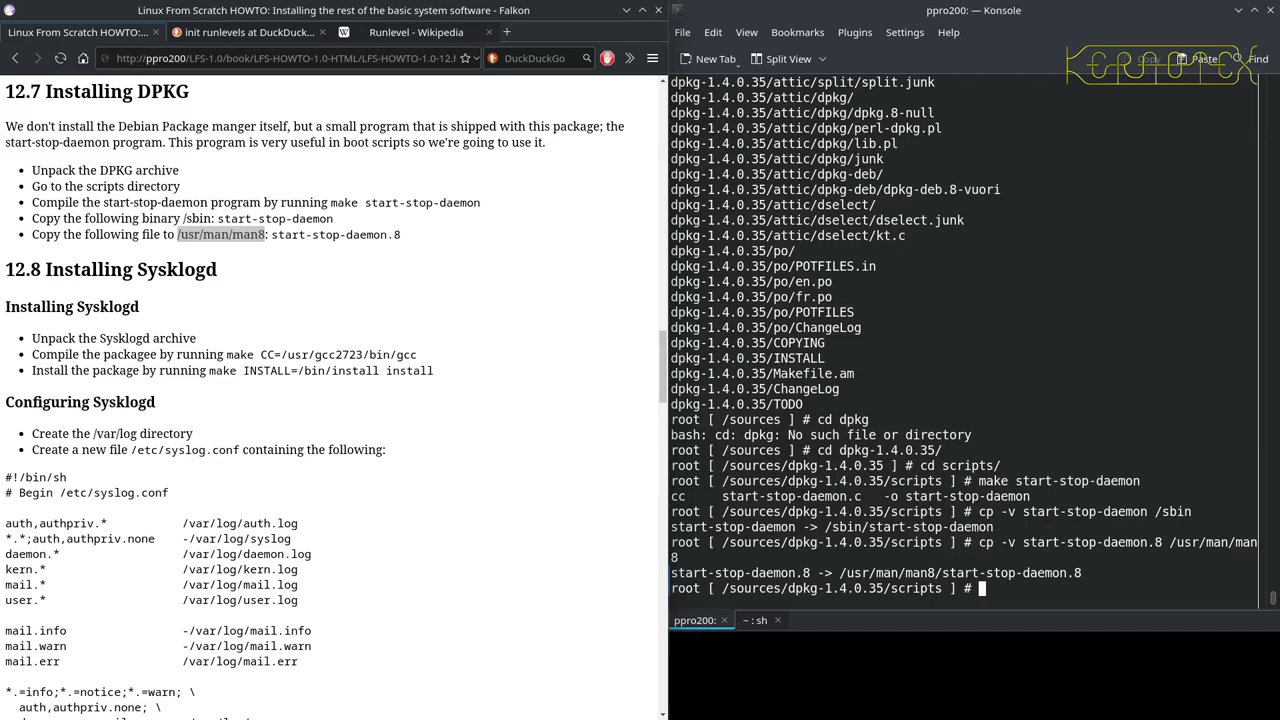 Linux From Scratch HOWTO: Installing the rest of the basic system software - Falkon
Linux From Scratch HOWTO:...
init runlevels at DuckDuck...
Runlevel - Wikipedia
http://ppro200/LFS-1.0/book/LFS-HOWTO-1.0-HTML/LFS-HOWTO-1.0-12.h
DuckDuckGo
12.7 Installing DPKG
We don't install the Debian Package manger itself, but a small program that is shipped with this package; the
start-stop-daemon program. This program is very useful in boot scripts so we're going to use it.
Unpack the DPKG archive
Go to the scripts directory
Compile the start-stop-daemon program by running make start-stop-daemon
Copy the following binary /sbin: start-stop-daemon
Copy the following file to /usr/man/man8: start-stop-daemon.8
12.8 Installing Sysklogd
Installing Sysklogd
Unpack the Sysklogd archive
Compile the packagee by running make CC=/usr/gcc2723/bin/gcc
Install the package by running make INSTALL=/bin/install install
Configuring Sysklogd
Create the /var/log directory
Create a new file /etc/syslog.conf containing the following:
#!/bin/sh
# Begin /etc/syslog.conf
auth,authpriv.* /var/log/auth.log
*.*;auth,authpriv.none -/var/log/syslog
daemon.* /var/log/daemon.log
kern.* /var/log/kern.log
mail.* /var/log/mail.log
user.* /var/log/user.log
mail.info -/var/log/mail.info
mail.warn -/var/log/mail.warn
mail.err /var/log/mail.err
*.=info;*.=notice;*.=warn; \
auth,authpriv.none; \
ppro200: — Konsole
File Edit View Bookmarks Plugins Settings Help
New Tab Split View Copy Paste Find
dpkg-1.4.0.35/attic/split/split.junk
dpkg-1.4.0.35/attic/dpkg/
dpkg-1.4.0.35/attic/dpkg/dpkg.8-null
dpkg-1.4.0.35/attic/dpkg/perl-dpkg.pl
dpkg-1.4.0.35/attic/dpkg/lib.pl
dpkg-1.4.0.35/attic/dpkg/junk
dpkg-1.4.0.35/attic/dpkg-deb/
dpkg-1.4.0.35/attic/dpkg-deb/dpkg-deb.8-vuori
dpkg-1.4.0.35/attic/dselect/
dpkg-1.4.0.35/attic/dselect/dselect.junk
dpkg-1.4.0.35/attic/dselect/kt.c
dpkg-1.4.0.35/po/
dpkg-1.4.0.35/po/POTFILES.in
dpkg-1.4.0.35/po/en.po
dpkg-1.4.0.35/po/fr.po
dpkg-1.4.0.35/po/POTFILES
dpkg-1.4.0.35/po/ChangeLog
dpkg-1.4.0.35/COPYING
dpkg-1.4.0.35/INSTALL
dpkg-1.4.0.35/Makefile.am
dpkg-1.4.0.35/ChangeLog
dpkg-1.4.0.35/TODO
root [ /sources ] # cd dpkg
bash: cd: dpkg: No such file or directory
root [ /sources ] # cd dpkg-1.4.0.35/
root [ /sources/dpkg-1.4.0.35 ] # cd scripts/
root [ /sources/dpkg-1.4.0.35/scripts ] # make start-stop-daemon
cc start-stop-daemon.c -o start-stop-daemon
root [ /sources/dpkg-1.4.0.35/scripts ] # cp -v start-stop-daemon /sbin
start-stop-daemon -> /sbin/start-stop-daemon
root [ /sources/dpkg-1.4.0.35/scripts ] # cp -v start-stop-daemon.8 /usr/man/man
8
start-stop-daemon.8 -> /usr/man/man8/start-stop-daemon.8
root [ /sources/dpkg-1.4.0.35/scripts ] #
ppro200:
~ : sh